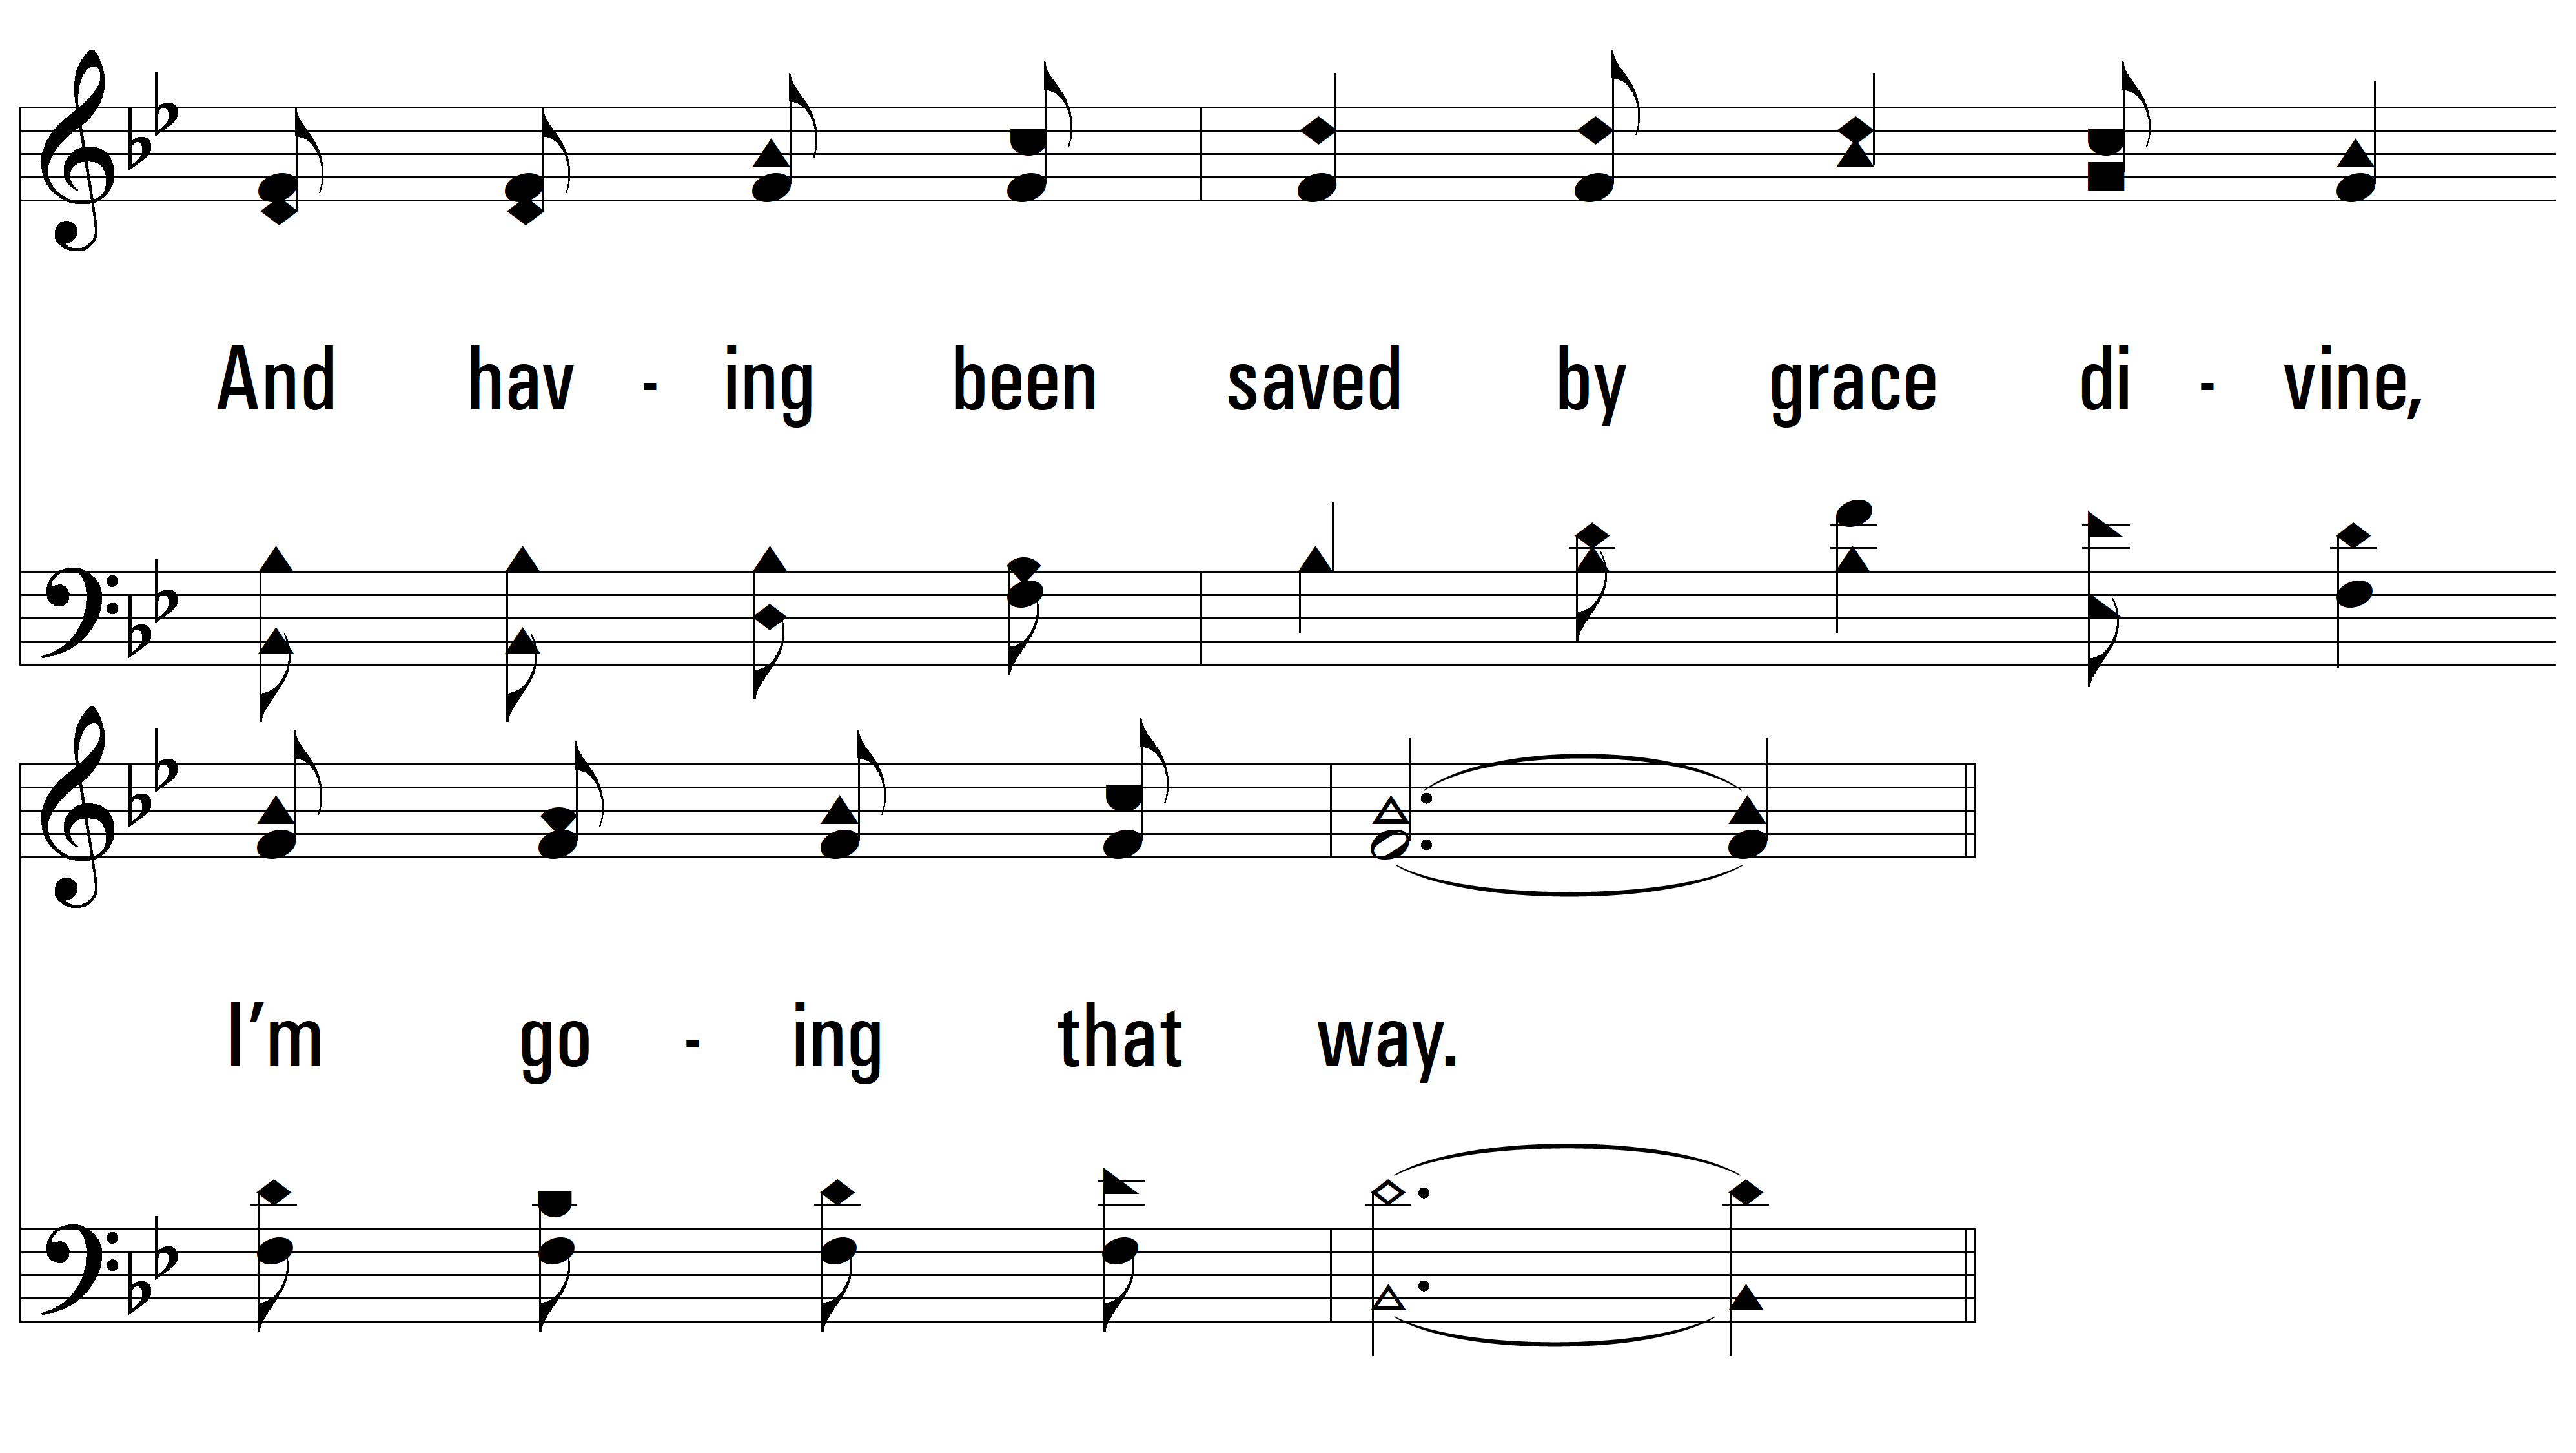 And hav - ing been saved by grace di - vine,
I’m go - ing that way.